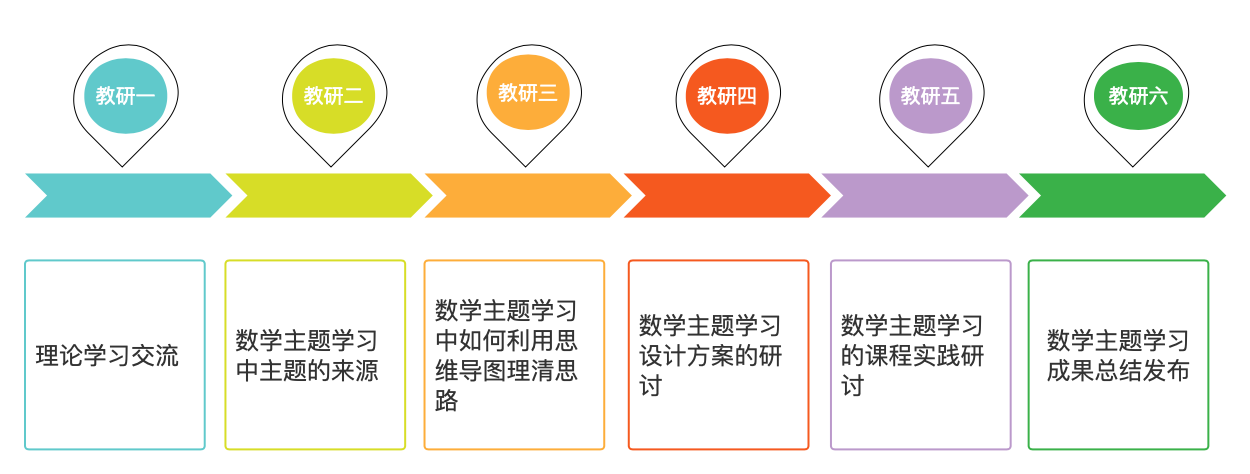 教研一
教研二
教研三
教研四
教研五
教研六
理论学习交流
数学主题学习
中主题的来源
数学主题学习
中如何利用思
维导图理清思
路
数学主题学习
设计方案的研
讨
数学主题学习
的课程实践研
讨
数学主题学习
成果总结发布